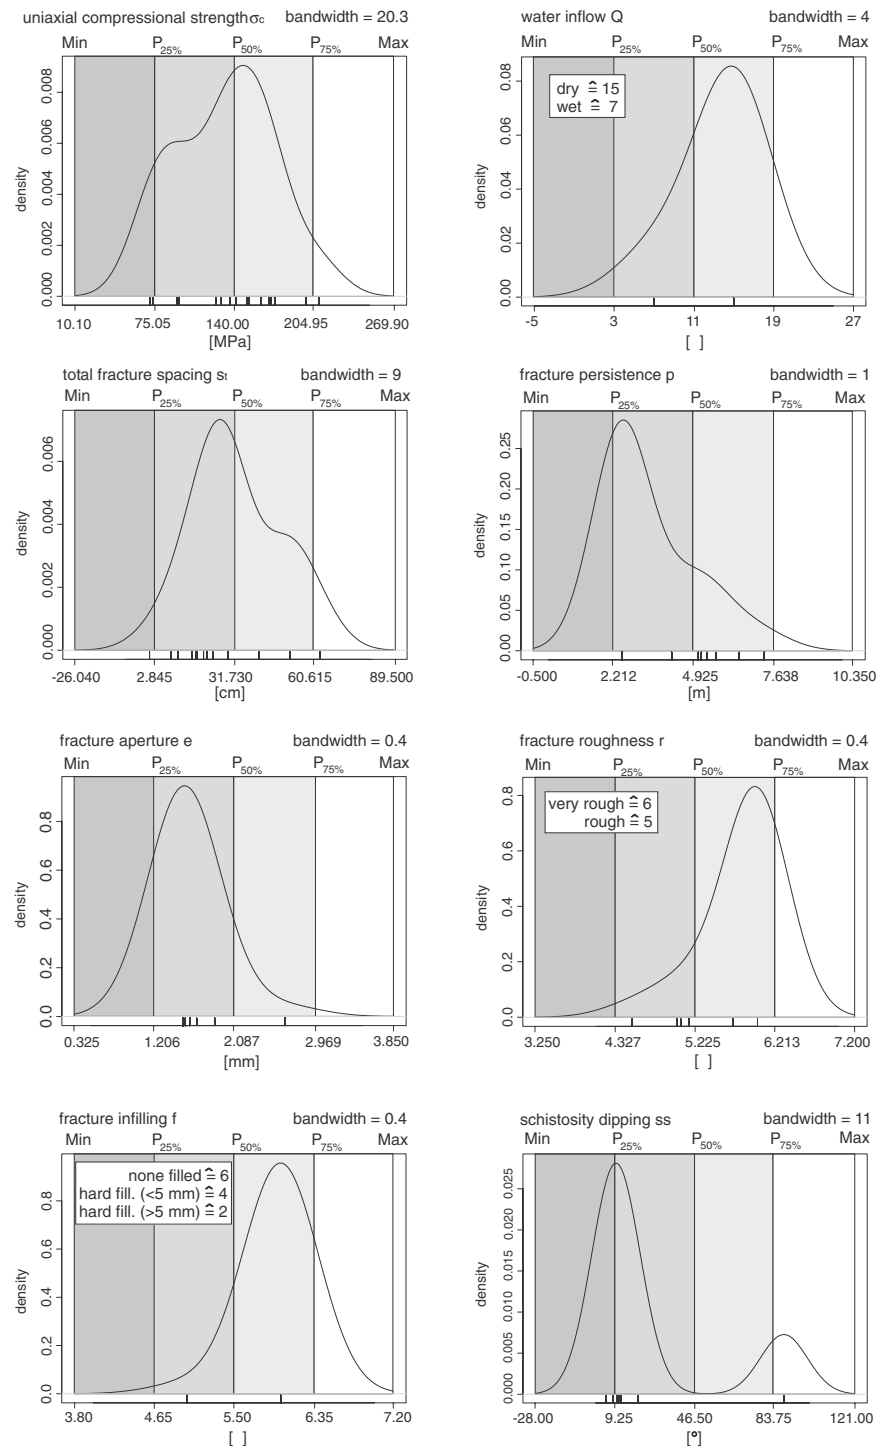 uniaxial compressional strengthσc bandwidth = 20.3
Min P25% P50% P75% Max
density
0.000 0.002 0.004 0.006 0.008
10.10 75.05 140.00 204.95 269.90
[MPa]
water inflow Q bandwidth = 4
Min P25% P50% P75% Max
dry ≙ 15
wet ≙ 7
density
0.00 0.02 0.04 0.06 0.08
-5 3 11 19 27
[ ]
total fracture spacing st bandwidth = 9
Min P25% P50% P75% Max
density
0.000 0.002 0.004 0.006
-26.040 2.845 31.730 60.615 89.500
[cm]
fracture persistence p bandwidth = 1
Min P25% P50% P75% Max
density
0.00 0.05 0.10 0.15 0.20 0.25
-0.500 2.212 4.925 7.638 10.350
[m]
fracture aperture e bandwidth = 0.4
Min P25% P50% P75% Max
density
0.0 0.2 0.4 0.6 0.8
0.325 1.206 2.087 2.969 3.850
[mm]
fracture roughness r bandwidth = 0.4
Min P25% P50% P75% Max
very rough ≙ 6
rough ≙ 5
density
0.0 0.2 0.4 0.6 0.8
3.250 4.327 5.225 6.213 7.200
[ ]
fracture infilling f bandwidth = 0.4
Min P25% P50% P75% Max
none filled ≙ 6
hard fill. (<5 mm) ≙ 4
hard fill. (>5 mm) ≙ 2
density
0.0 0.2 0.4 0.6 0.8
3.80 4.65 5.50 6.35 7.20
[ ]
schistosity dipping ss bandwidth = 11
Min P25% P50% P75% Max
density
0.000 0.005 0.010 0.015 0.020 0.025
-28.00 9.25 46.50 83.75 121.00
[°]